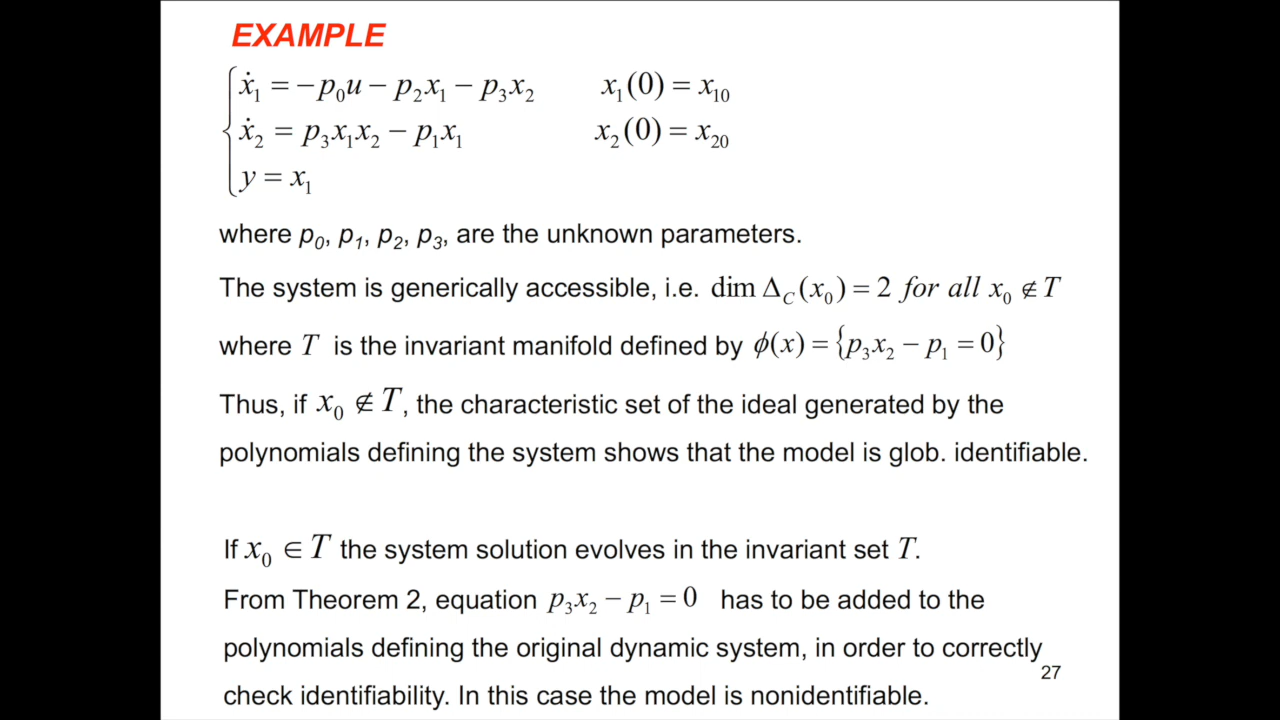 EXAMPLE
ẋ₁ = −p₀u − p₂x₁ − p₃x₂    x₁(0) = x₁₀
ẋ₂ = p₃x₁x₂ − p₁x₁    x₂(0) = x₂₀
y = x₁
where p₀, p₁, p₂, p₃, are the unknown parameters.
The system is generically accessible, i.e. dim Δ_C(x₀) = 2 for all x₀ ∉ T
where T is the invariant manifold defined by ϕ(x) = {p₃x₂ − p₁ = 0}
Thus, if x₀ ∉ T, the characteristic set of the ideal generated by the
polynomials defining the system shows that the model is glob. identifiable.
If x₀ ∈ T the system solution evolves in the invariant set T.
From Theorem 2, equation p₃x₂ − p₁ = 0 has to be added to the
polynomials defining the original dynamic system, in order to correctly
27
check identifiability. In this case the model is nonidentifiable.